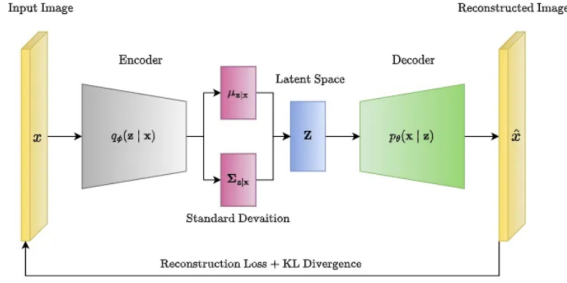 Input Image
Reconstructed Image
Encoder
Decoder
μz|x
Latent Space
x
qϕ(z | x)
Z
pθ(x | z)
x̂
Σz|x
Standard Devaition
Reconstruction Loss + KL Divergence